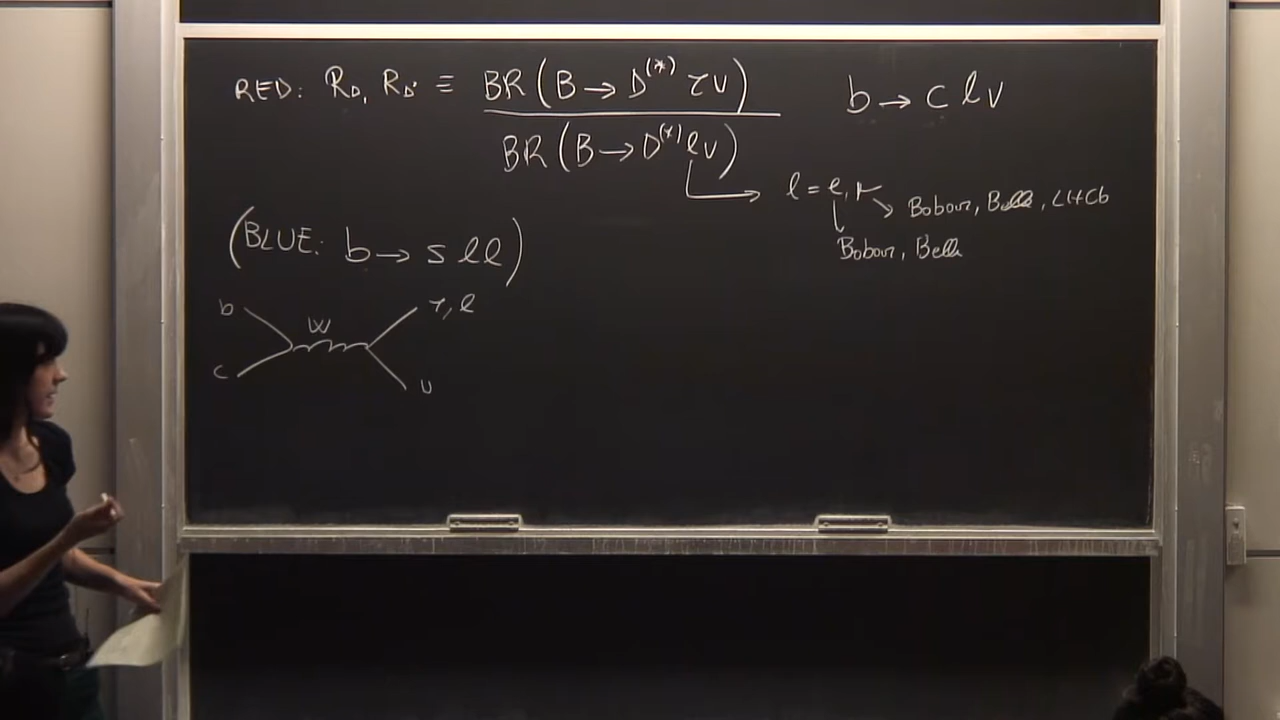 RED: R_D, R_D* ≡ BR(B → D^(*) τν) / BR(B → D^(*) lν)
b → c l ν
l = e, μ → Babar, Belle, LHCb
Babar, Belle
(BLUE: b → s ll)
b
τ, l
W
c
ν